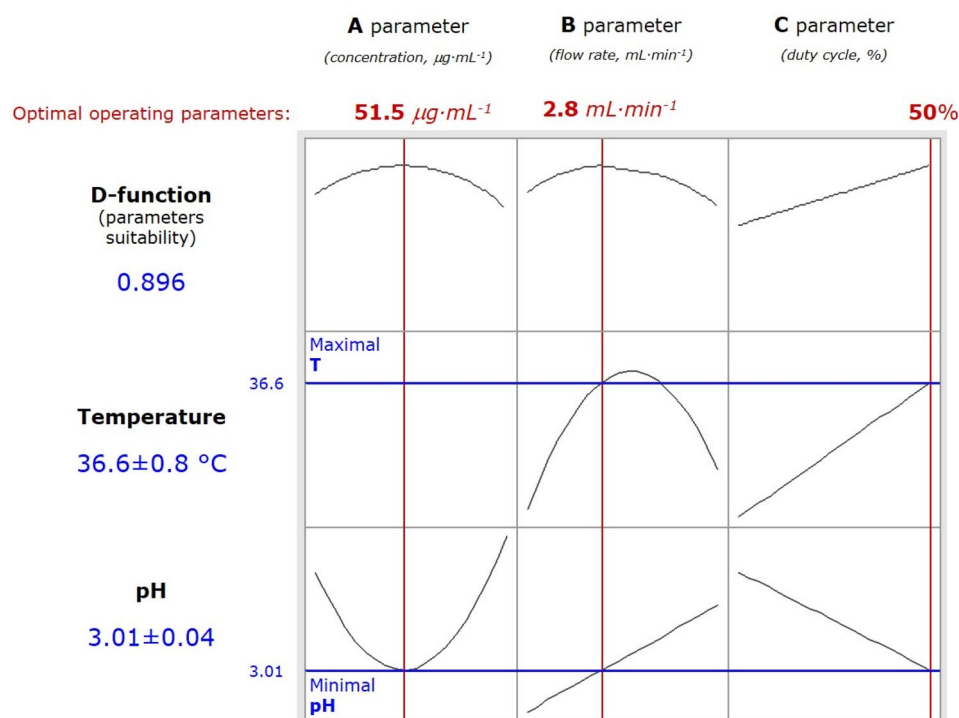 A parameter B parameter C parameter
(concentration, μg·mL⁻¹) (flow rate, mL·min⁻¹) (duty cycle, %)
Optimal operating parameters: 51.5 μg·mL⁻¹ 2.8 mL·min⁻¹ 50%
D-function
(parameters
suitability)
0.896
Maximal
T
36.6
Temperature
36.6±0.8 °C
pH
3.01±0.04
3.01
Minimal
pH